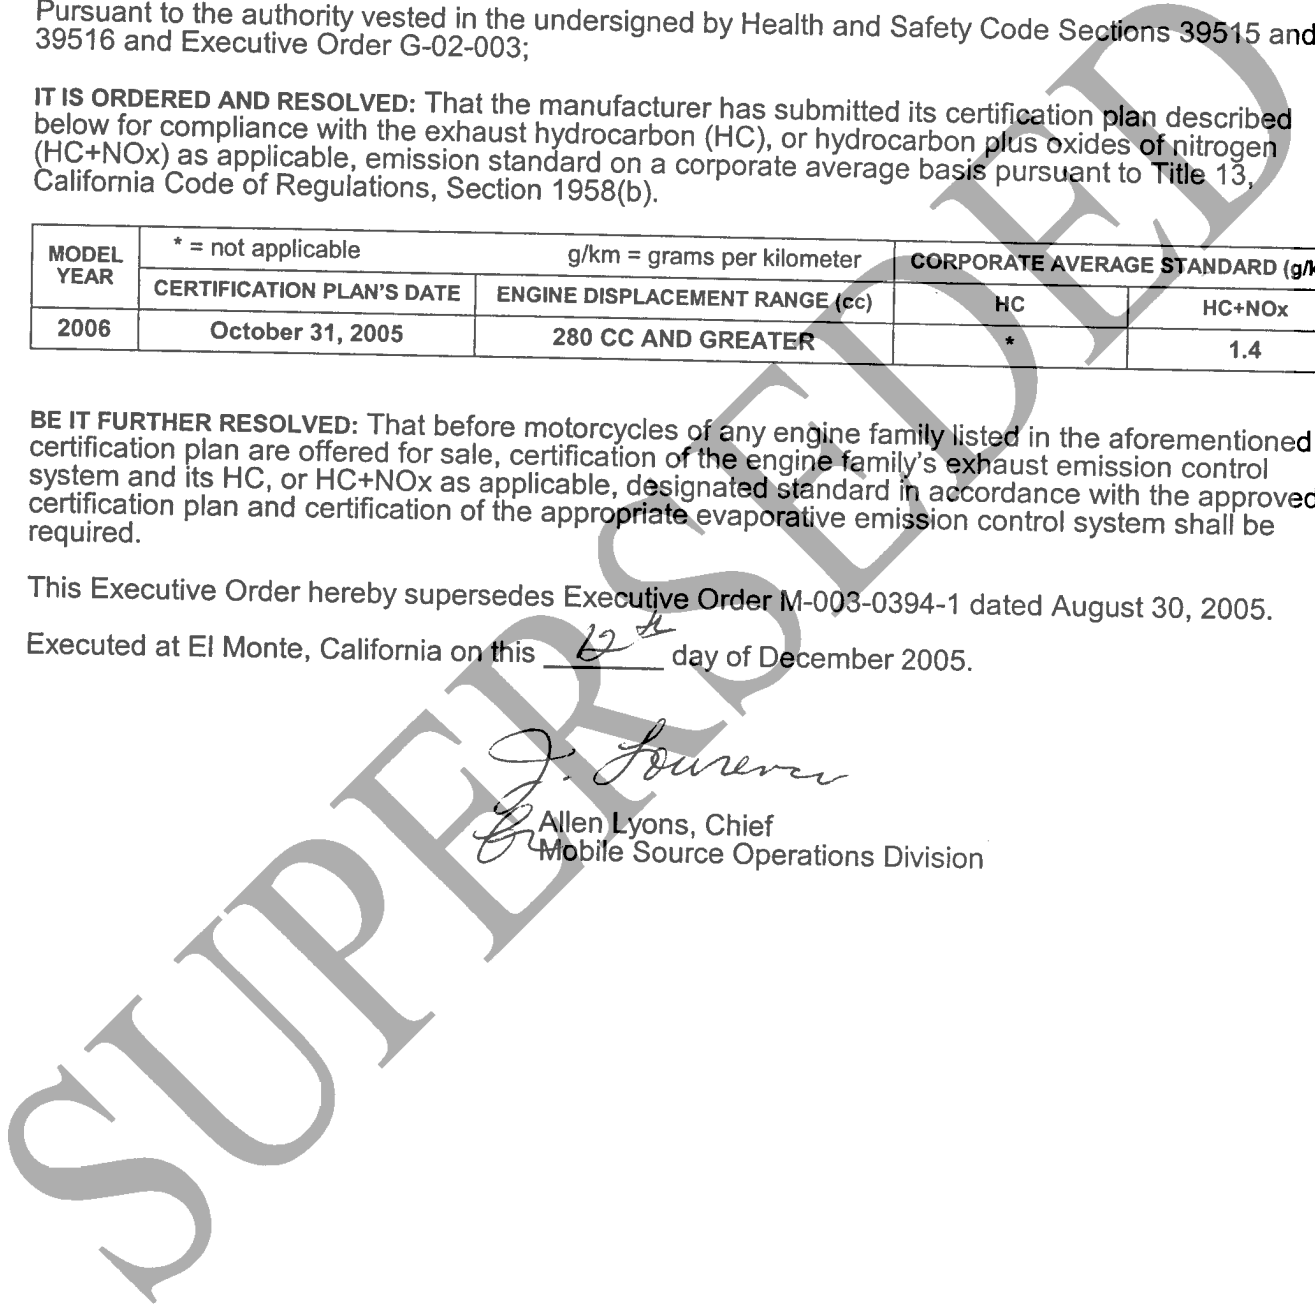 Pursuant to the authority vested in the undersigned by Health and Safety Code Sections 39515 and
39516 and Executive Order G-02-003;
IT IS ORDERED AND RESOLVED: That the manufacturer has submitted its certification plan described
below for compliance with the exhaust hydrocarbon (HC), or hydrocarbon plus oxides of nitrogen
(HC+NOx) as applicable, emission standard on a corporate average basis pursuant to Title 13,
California Code of Regulations, Section 1958(b).
MODEL YEAR * = not applicable g/km = grams per kilometer CORPORATE AVERAGE STANDARD (g/k
CERTIFICATION PLAN'S DATE ENGINE DISPLACEMENT RANGE (cc) HC HC+NOx
2006 October 31, 2005 280 CC AND GREATER * 1.4
BE IT FURTHER RESOLVED: That before motorcycles of any engine family listed in the aforementioned
certification plan are offered for sale, certification of the engine family's exhaust emission control
system and its HC, or HC+NOx as applicable, designated standard in accordance with the approved
certification plan and certification of the appropriate evaporative emission control system shall be
required.
This Executive Order hereby supersedes Executive Order M-003-0394-1 dated August 30, 2005.
Executed at El Monte, California on this 12th day of December 2005.
Allen Lyons, Chief
Mobile Source Operations Division
SUPERSEDED